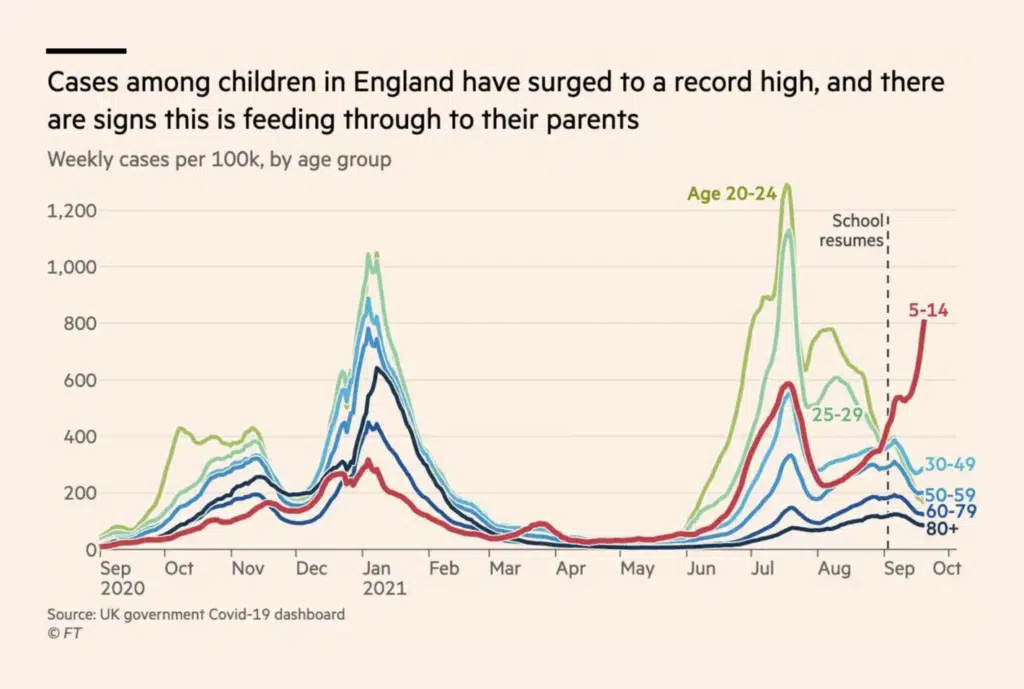 Cases among children in England have surged to a record high, and there
are signs this is feeding through to their parents
Weekly cases per 100k, by age group
Age 20-24
1,200
School
resumes
1,000
5-14
800
600
25-29
400
30-49
200
50-59
60-79
80+
0
Sep Oct Nov Dec Jan Feb Mar Apr May Jun Jul Aug Sep Oct
2020 2021
Source: UK government Covid-19 dashboard
© FT